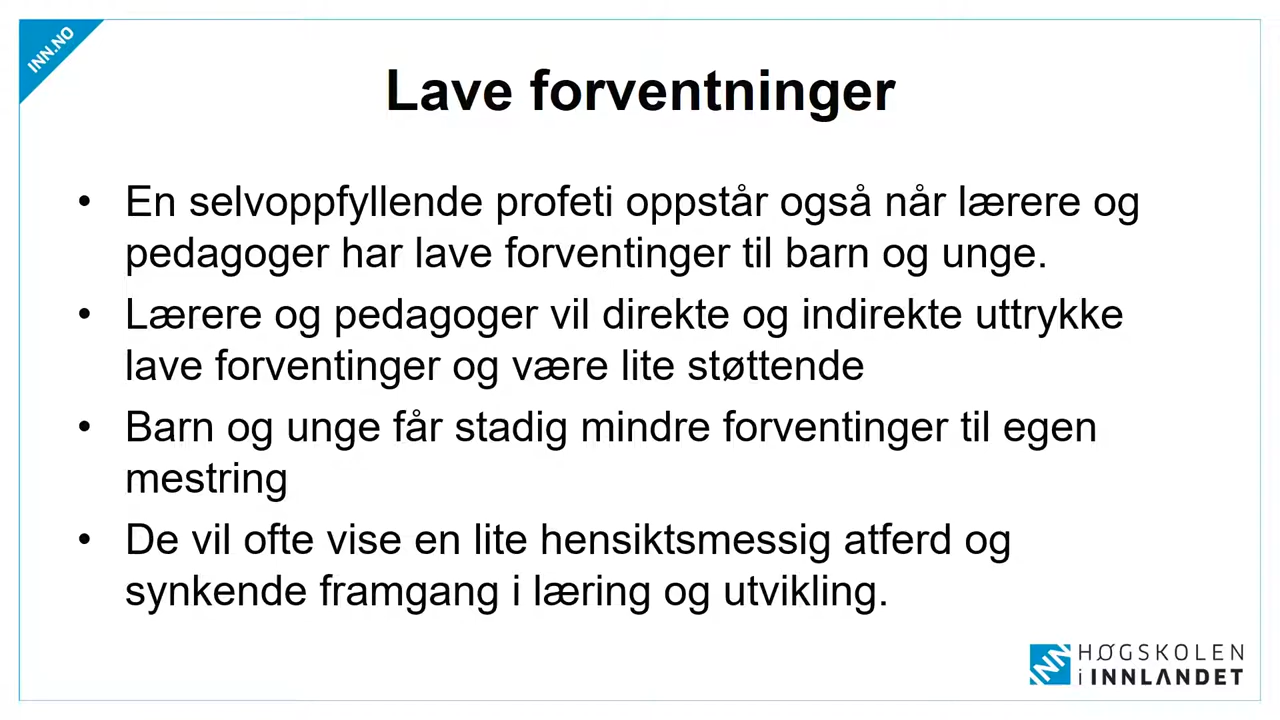 INN.NO
Lave forventninger
• En selvoppfyllende profeti oppstår også når lærere og
pedagoger har lave forventinger til barn og unge.
• Lærere og pedagoger vil direkte og indirekte uttrykke
lave forventinger og være lite støttende
• Barn og unge får stadig mindre forventinger til egen
mestring
• De vil ofte vise en lite hensiktsmessig atferd og
synkende framgang i læring og utvikling.
INN HØGSKOLEN
i INNLANDET